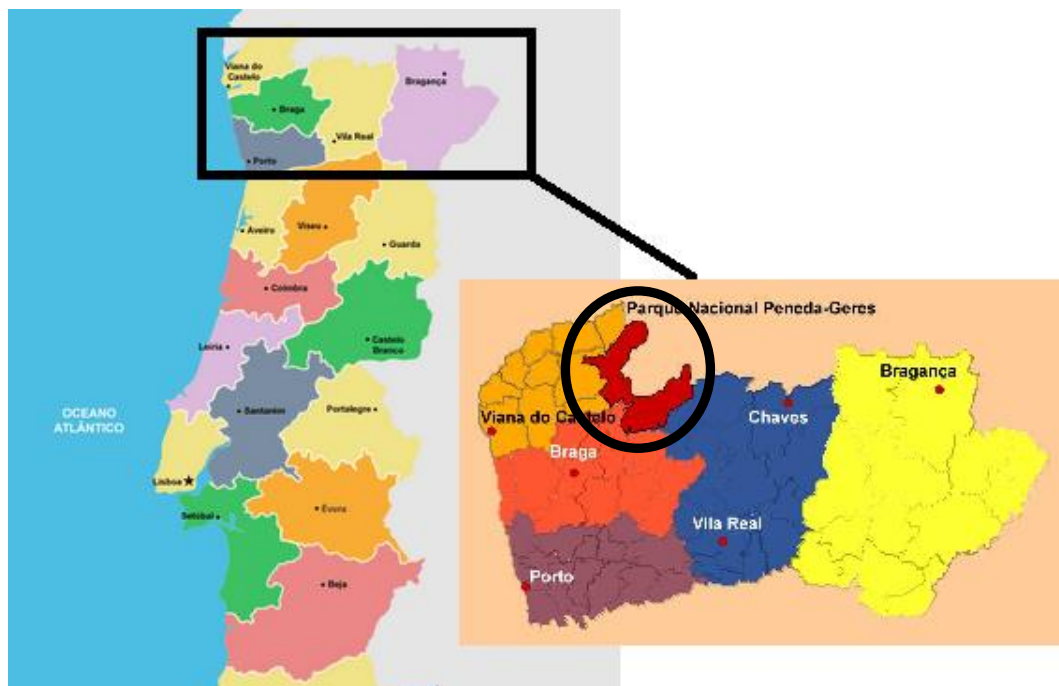 Viana do
Castelo
Bragança
Braga
Vila Real
Porto
Aveiro
Viseu
Guarda
Coimbra
Leiria
Castelo
Branco
OCEANO
ATLÂNTICO
Santarém
Portalegre
Lisboa
Setúbal
Évora
Beja
Parque Nacional Peneda-Geres
Bragança
Viana do Castelo
Chaves
Braga
Vila Real
Porto